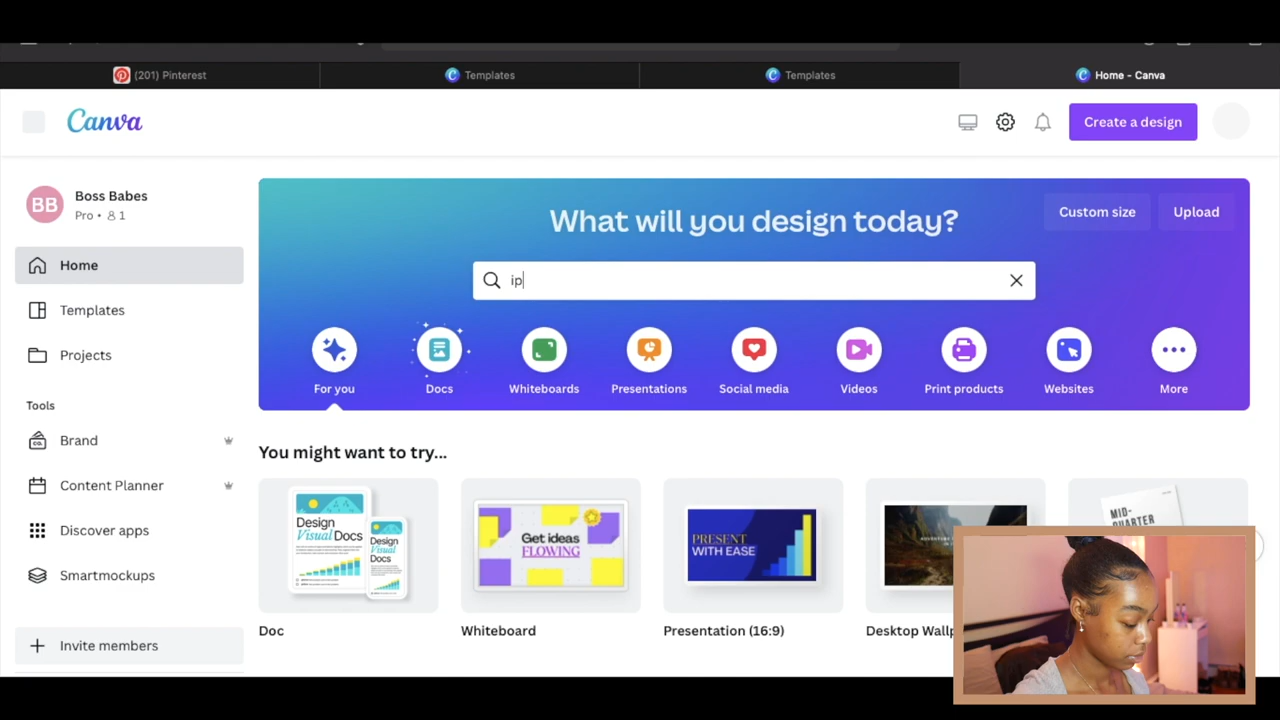 (201) Pinterest
Templates
Templates
Home - Canva
Canva
Create a design
BB
Boss Babes
Pro • 1
What will you design today?
Custom size
Upload
Home
ip
Templates
Projects
For you
Docs
Whiteboards
Presentations
Social media
Videos
Print products
Websites
More
Tools
Brand
You might want to try...
Content Planner
Discover apps
Smartmockups
Invite members
Design
Visual Docs
Design
Visual
Docs
Get ideas
FLOWING
PRESENT
WITH EASE
MID-
QUARTER
Doc
Whiteboard
Presentation (16:9)
Desktop